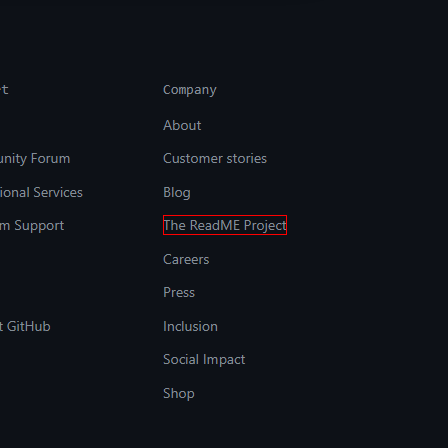 Company
About
unity Forum
Customer stories
ional Services
Blog
m Support
The ReadME Project
Careers
Press
t GitHub
Inclusion
Social Impact
Shop